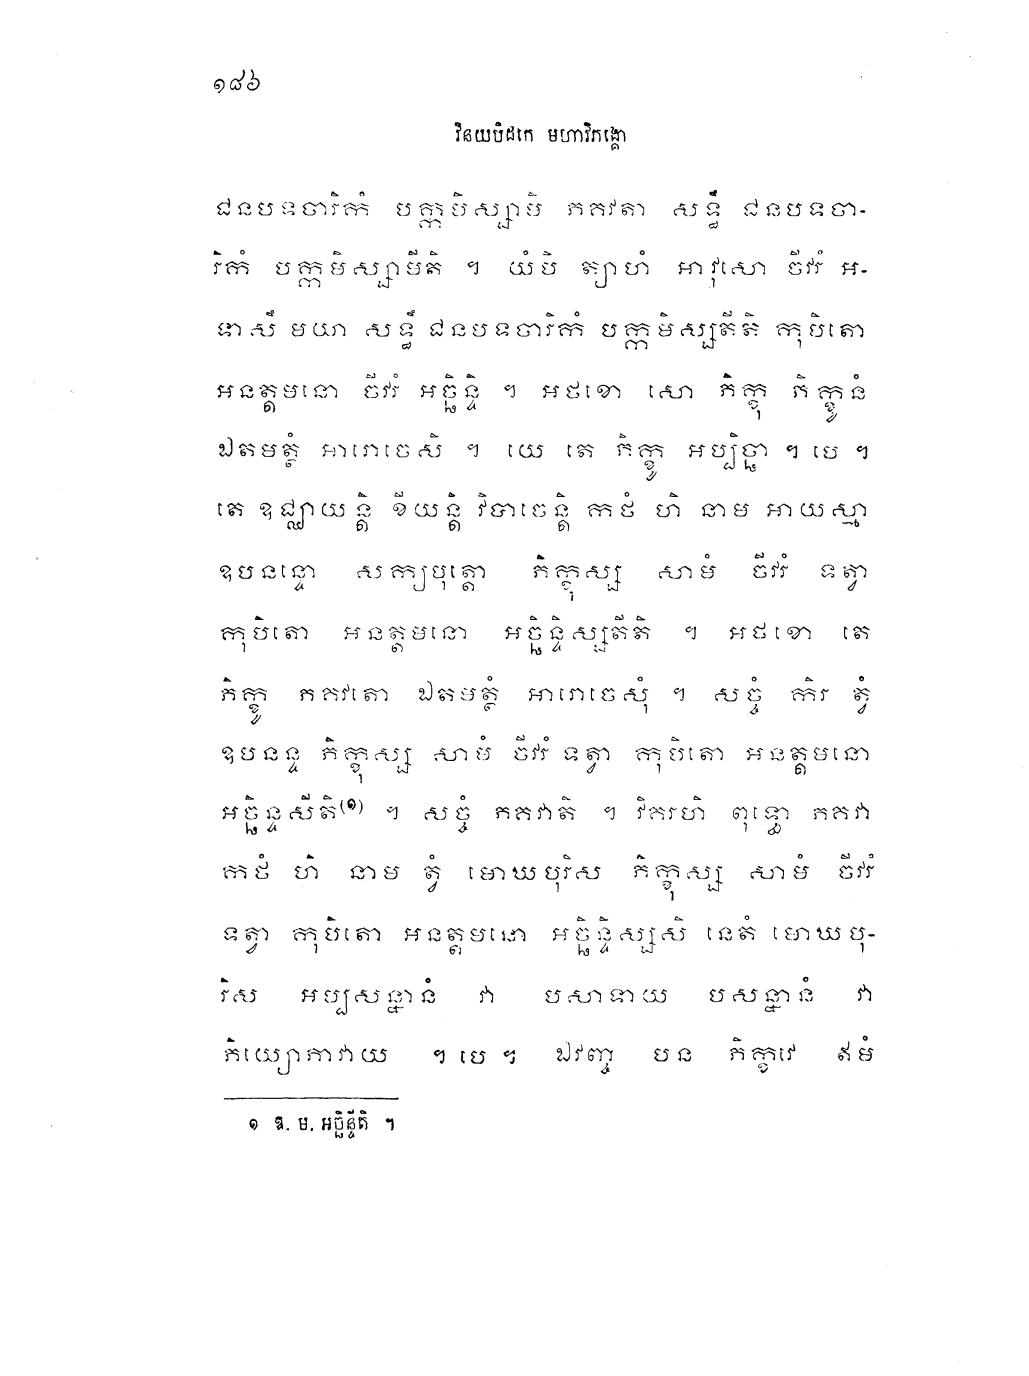 ១៨៦
វិនយបិដកេ មហាវិភង្គោ
ជនបទចារិកំ បក្កមិស្សាមិ ភគវតា សទ្ធឹ ជនបទចា-
រិកំ បក្កមិស្សាមីតិ ។ យំបិ ត្យាហំ អាវុសោ ចីវរំ អ-
ទាសឹ មយា សទ្ធឹ ជនបទចារិកំ បក្កមិស្សតីតិ កុបិតោ
អនត្តមនោ ចីវរំ អច្ឆិន្ទិ ។ អថខោ សោ ភិក្ខុ ភិក្ខូនំ
ឯតមត្ថំ អារោចេសិ ។ យេ តេ ភិក្ខូ អប្បិច្ឆា ។ បេ ។
តេ ឧជ្ឈាយន្តិ ខីយន្តិ វិបាចេន្តិ កថំ ហិ នាម អាយស្មា
ឧបនន្ទោ សក្យបុត្តោ ភិក្ខុស្ស សាមំ ចីវរំ ទត្វា
កុបិតោ អនត្តមនោ អច្ឆិន្ទិស្សតីតិ ។ អថខោ តេ
ភិក្ខូ ភគវតោ ឯតមត្ថំ អារោចេសុំ ។ សច្ចំ កិរ ត្វំ
ឧបនន្ទ ភិក្ខុស្ស សាមំ ចីវរំ ទត្វា កុបិតោ អនត្តមនោ
អច្ឆិន្ទសីតិ(១) ។ សច្ចំ ភគវាតិ ។ វិគរហិ ពុទ្ធោ ភគវា
កថំ ហិ នាម ត្វំ មោឃបុរិស ភិក្ខុស្ស សាមំ ចីវរំ
ទត្វា កុបិតោ អនត្តមនោ អច្ឆិន្ទិស្សសិ នេតំ មោឃបុ-
រិស អប្បសន្នានំ វា បសាទាយ បសន្នានំ វា
ភិយ្យោភាវាយ ។ បេ ។ ឯវញ្ច បន ភិក្ខវេ ឥមំ
១ ឱ. ម. អច្ឆិន្ទីតិ ។